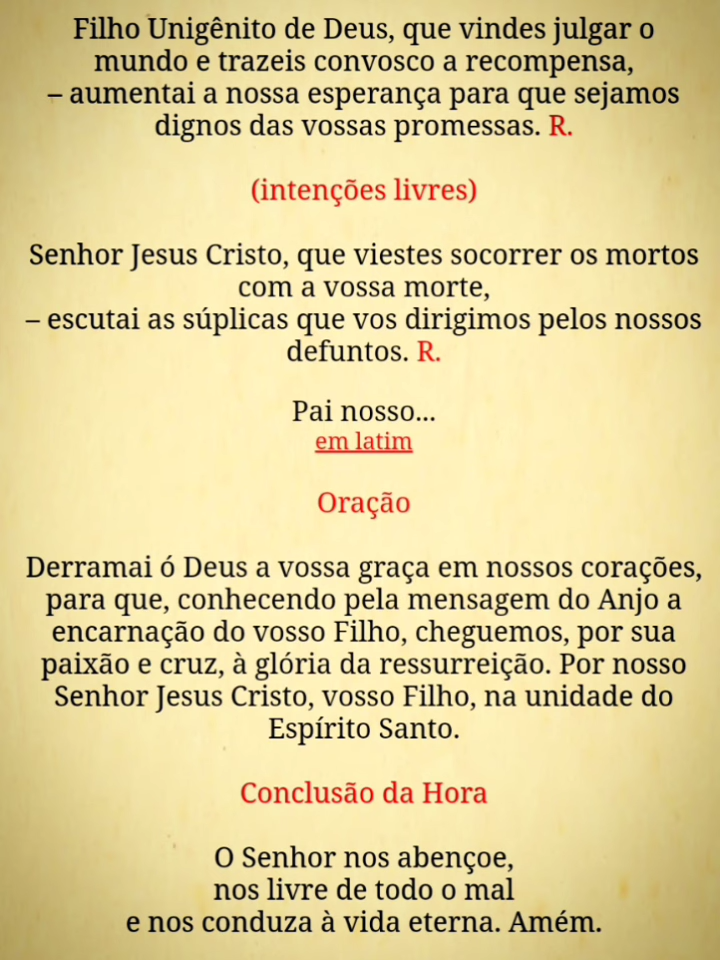 Filho Unigênito de Deus, que vindes julgar o
mundo e trazeis convosco a recompensa,
– aumentai a nossa esperança para que sejamos
dignos das vossas promessas. R.
(intenções livres)
Senhor Jesus Cristo, que viestes socorrer os mortos
com a vossa morte,
– escutai as súplicas que vos dirigimos pelos nossos
defuntos. R.
Pai nosso...
em latim
Oração
Derramai ó Deus a vossa graça em nossos corações,
para que, conhecendo pela mensagem do Anjo a
encarnação do vosso Filho, cheguemos, por sua
paixão e cruz, à glória da ressurreição. Por nosso
Senhor Jesus Cristo, vosso Filho, na unidade do
Espírito Santo.
Conclusão da Hora
O Senhor nos abençoe,
nos livre de todo o mal
e nos conduza à vida eterna. Amém.